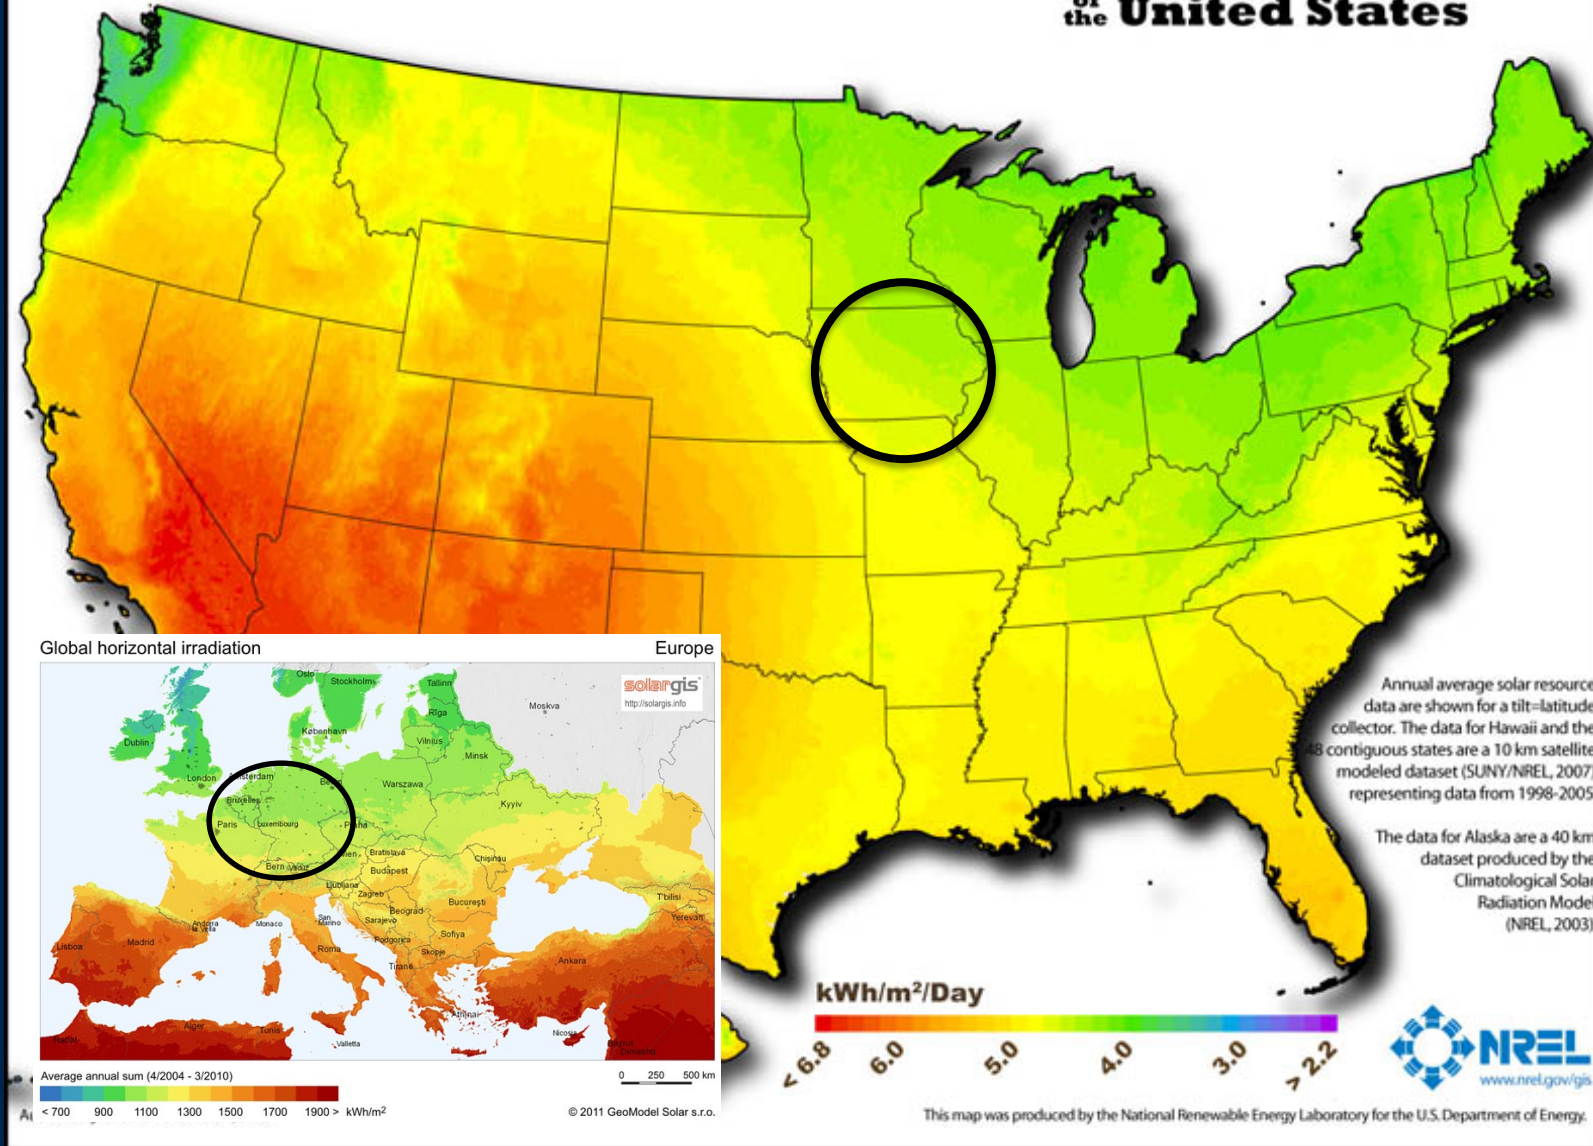 of
the United States
Annual average solar resource
data are shown for a tilt=latitude
collector. The data for Hawaii and the
48 contiguous states are a 10 km satellite
modeled dataset (SUNY/NREL, 2007)
representing data from 1998-2005.
The data for Alaska are a 40 km
dataset produced by the
Climatological Solar
Radiation Model
(NREL, 2003).
kWh/m²/Day
< 6.8 6.0 5.0 4.0 3.0 > 2.2
NREL
www.nrel.gov/gis
This map was produced by the National Renewable Energy Laboratory for the U.S. Department of Energy.
Global horizontal irradiation Europe
solargis
http://solargis.info
Oslo
Stockholm
Tallinn
Moskva
Rīga
København
Dublin
Vilnius
Minsk
London
Amsterdam
Warszawa
Bruxelles
Kyyiv
Paris
Luxembourg
Praha
Bratislava
Chişinău
Bern
Vaduz
Budapest
Ljubljana
Zagreb
Beograd
Bucureşti
T'bilisi
Yerevan
Andorra
la Vella
Monaco
San
Marino
Sarajevo
Sofiya
Podgorica
Skopje
Lisboa
Madrid
Roma
Tiranë
Ankara
Athínai
Alger
Tunis
Valletta
Nicosia
Rabat
Beyrut
Dimashq
Average annual sum (4/2004 - 3/2010)
0 250 500 km
< 700 900 1100 1300 1500 1700 1900 > kWh/m²
© 2011 GeoModel Solar s.r.o.